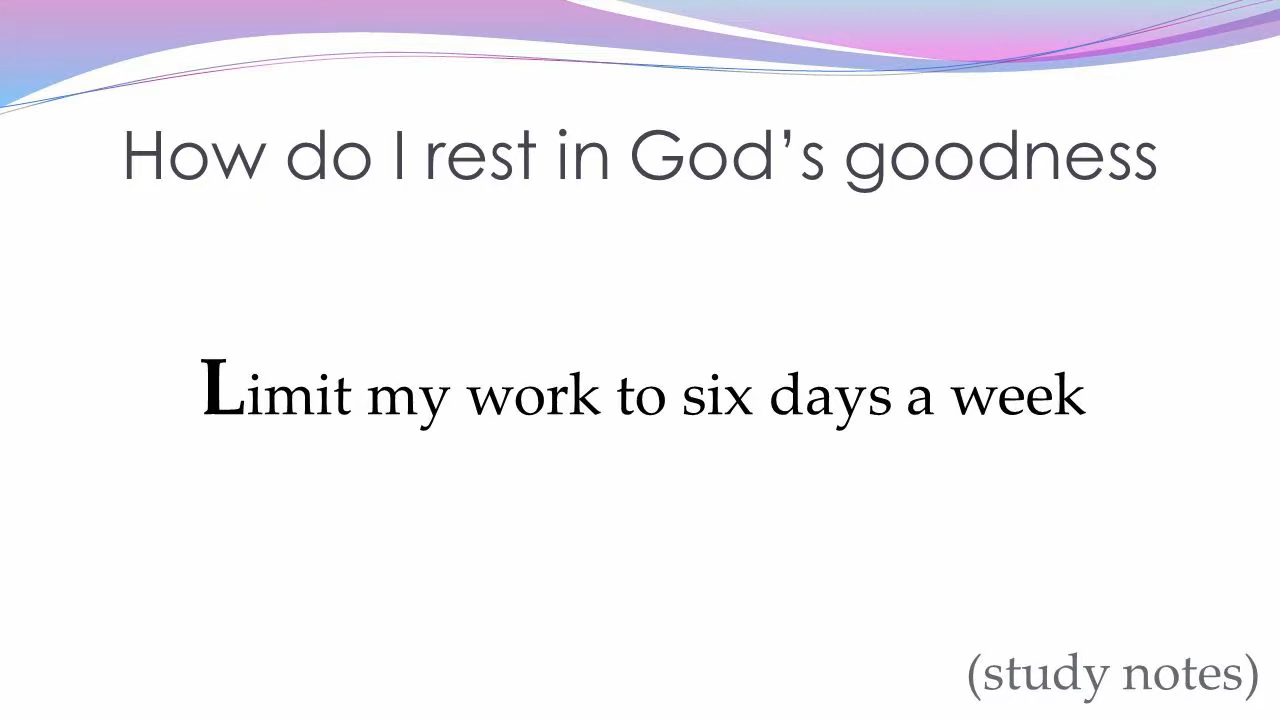 How do I rest in God’s goodness
Limit my work to six days a week
(study notes)